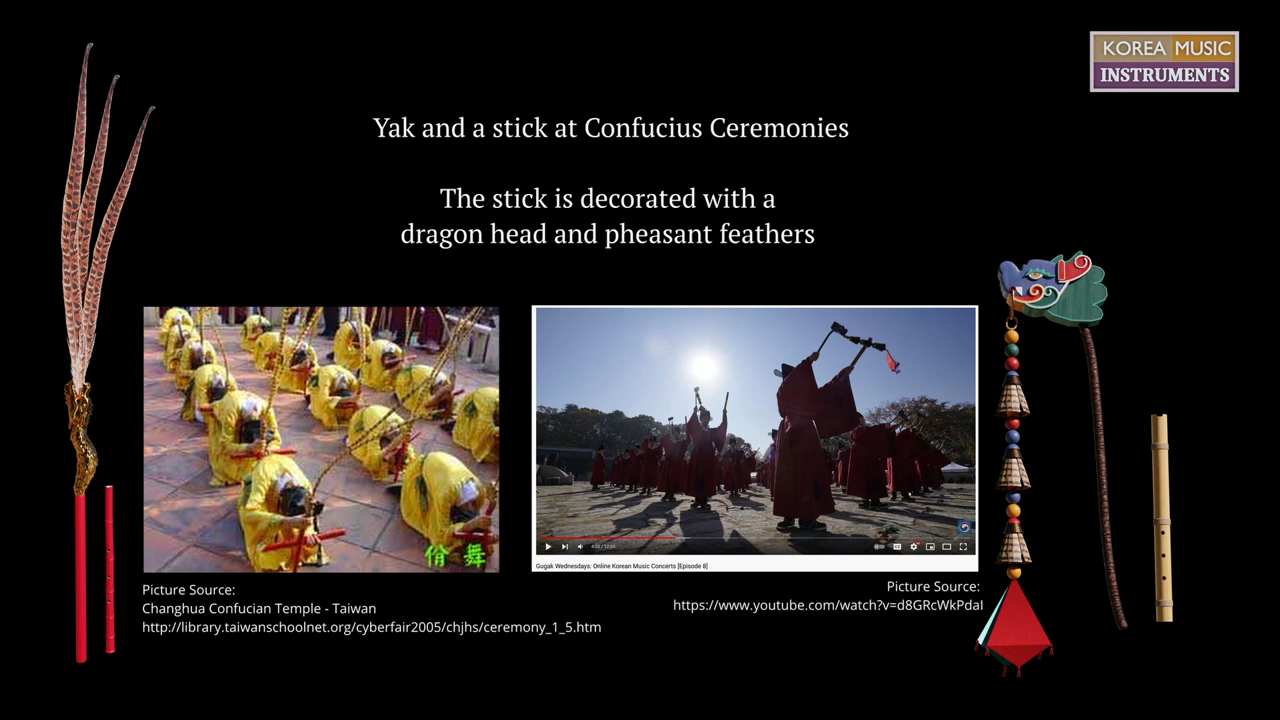 KOREA MUSIC
INSTRUMENTS
Yak and a stick at Confucius Ceremonies
The stick is decorated with a
dragon head and pheasant feathers
佾舞
Gugak Wednesdays: Online Korean Music Concerts [Episode 8]
Picture Source:
Changhua Confucian Temple - Taiwan
http://library.taiwanschoolnet.org/cyberfair2005/chjhs/ceremony_1_5.htm
Picture Source:
https://www.youtube.com/watch?v=d8GRcWkPdaI